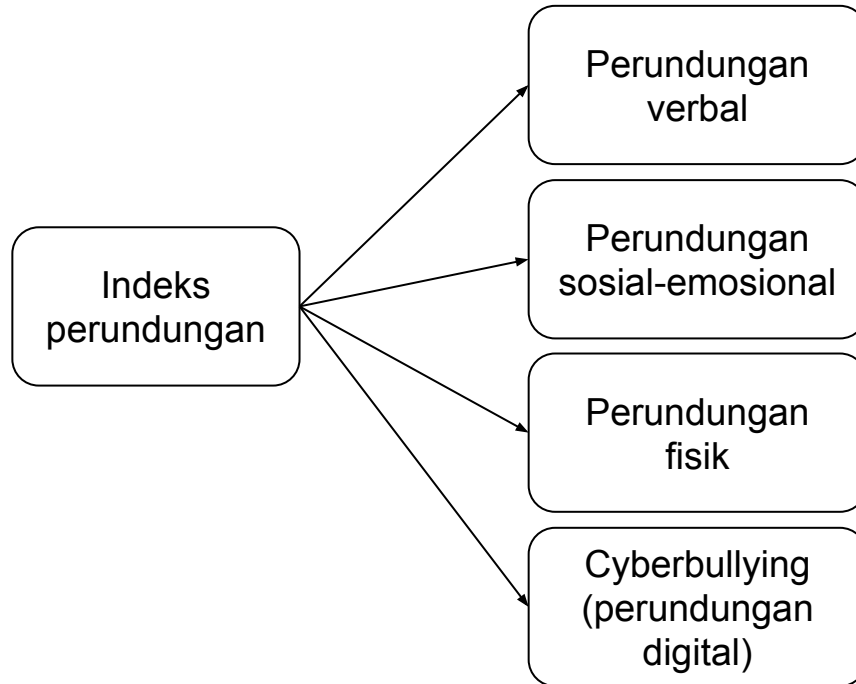 Perundungan
verbal
Perundungan
sosial-emosional
Indeks
perundungan
Perundungan
fisik
Cyberbullying
(perundungan
digital)